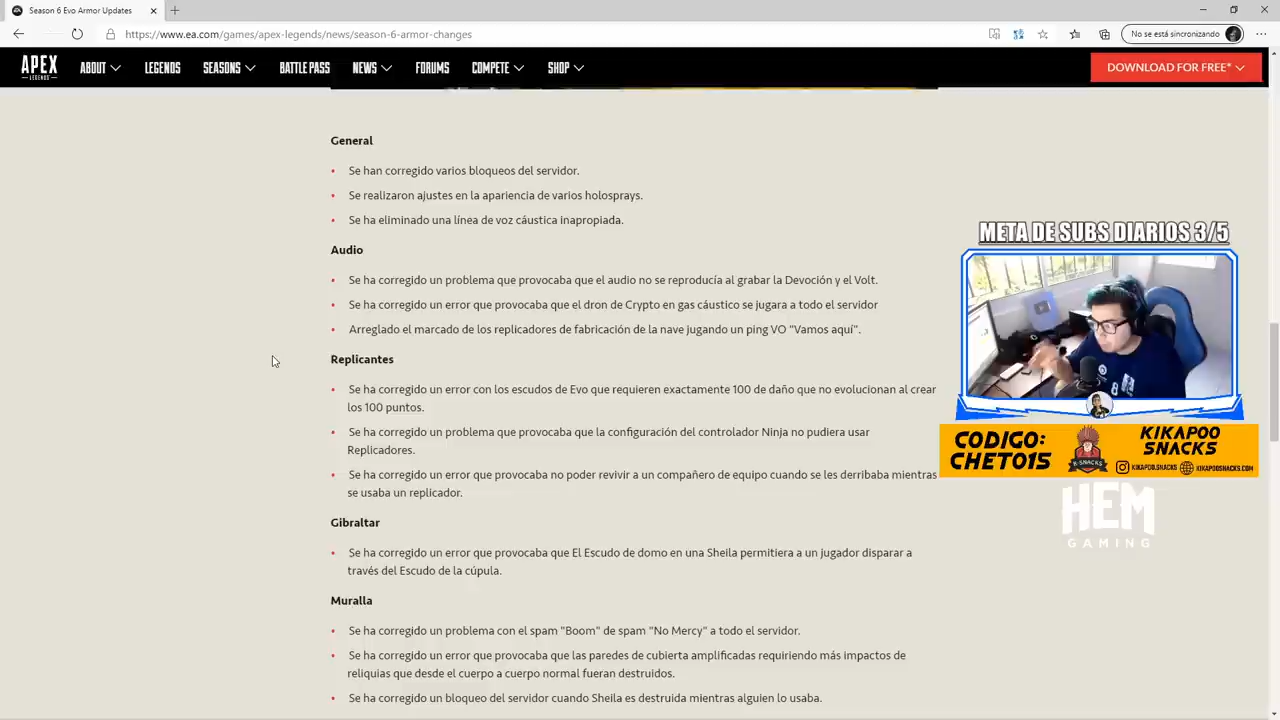 Season 6 Evo Armor Updates
https://www.ea.com/games/apex-legends/news/season-6-armor-changes
No se está sincronizando
APEX
LEGENDS
ABOUT
LEGENDS
SEASONS
BATTLE PASS
NEWS
FORUMS
COMPETE
SHOP
DOWNLOAD FOR FREE*
General
• Se han corregido varios bloqueos del servidor.
• Se realizaron ajustes en la apariencia de varios holosprays.
• Se ha eliminado una línea de voz cáustica inapropiada.
Audio
• Se ha corregido un problema que provocaba que el audio no se reproducía al grabar la Devoción y el Volt.
• Se ha corregido un error que provocaba que el dron de Crypto en gas cáustico se jugara a todo el servidor
• Arreglado el marcado de los replicadores de fabricación de la nave jugando un ping VO "Vamos aquí".
Replicantes
• Se ha corregido un error con los escudos de Evo que requieren exactamente 100 de daño que no evolucionan al crear
los 100 puntos.
• Se ha corregido un problema que provocaba que la configuración del controlador Ninja no pudiera usar
Replicadores.
• Se ha corregido un error que provocaba no poder revivir a un compañero de equipo cuando se les derribaba mientras
se usaba un replicador.
Gibraltar
• Se ha corregido un error que provocaba que El Escudo de domo en una Sheila permitiera a un jugador disparar a
través del Escudo de la cúpula.
Muralla
• Se ha corregido un problema con el spam "Boom" de spam "No Mercy" a todo el servidor.
• Se ha corregido un error que provocaba que las paredes de cubierta amplificadas requiriendo más impactos de
reliquias que desde el cuerpo a cuerpo normal fueran destruidos.
• Se ha corregido un bloqueo del servidor cuando Sheila es destruida mientras alguien lo usaba.
META DE SUBS DIARIOS 3/5
CODIGO:
CHETO15
K-SNACKS
KIKAPOO
SNACKS
KIKAPOO.SNACKS
KIKAPOOSNACKS.COM
HEM
GAMING